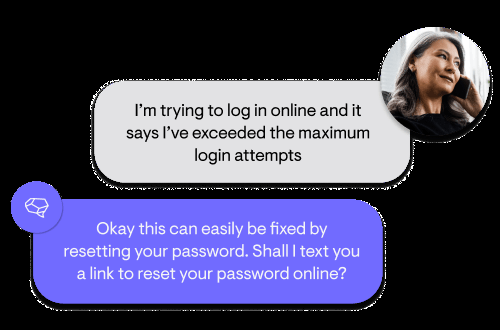 I’m trying to log in online and it
says I’ve exceeded the maximum
login attempts
Okay this can easily be fixed by
resetting your password. Shall I text you
a link to reset your password online?